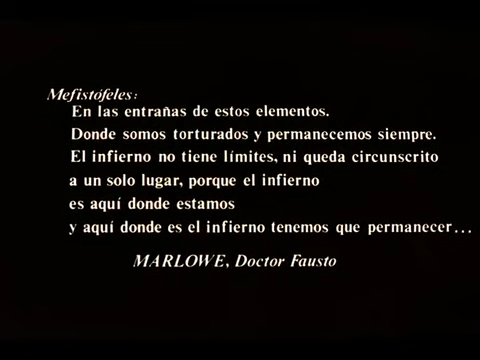 Mefistófeles:
En las entrañas de estos elementos.
Donde somos torturados y permanecemos siempre.
El infierno no tiene límites, ni queda circunscrito
a un solo lugar, porque el infierno
es aquí donde estamos
y aquí donde es el infierno tenemos que permanecer...
MARLOWE, Doctor Fausto